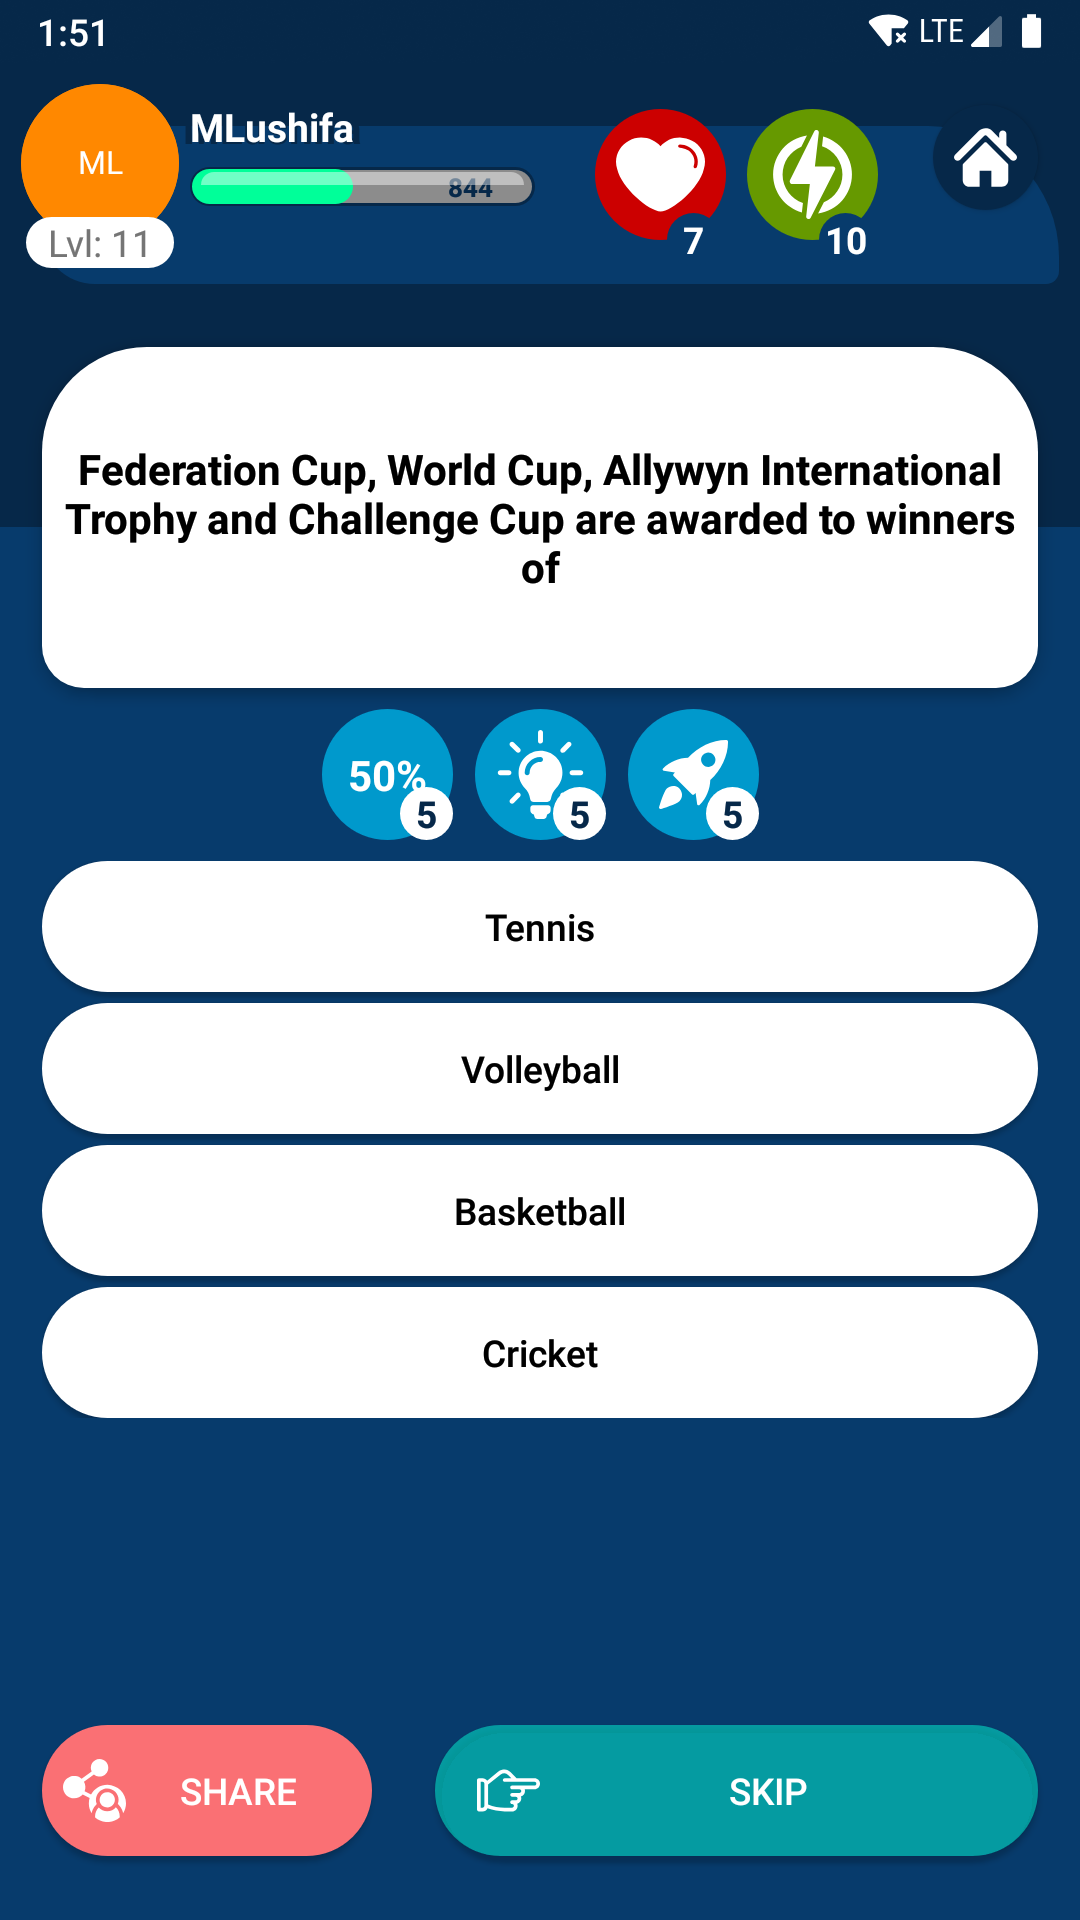 1:51
LTE
ML
MLushifa
844
Lvl: 11
7
10
Federation Cup, World Cup, Allywyn International
Trophy and Challenge Cup are awarded to winners
of
50%
5
5
5
Tennis
Volleyball
Basketball
Cricket
SHARE
SKIP